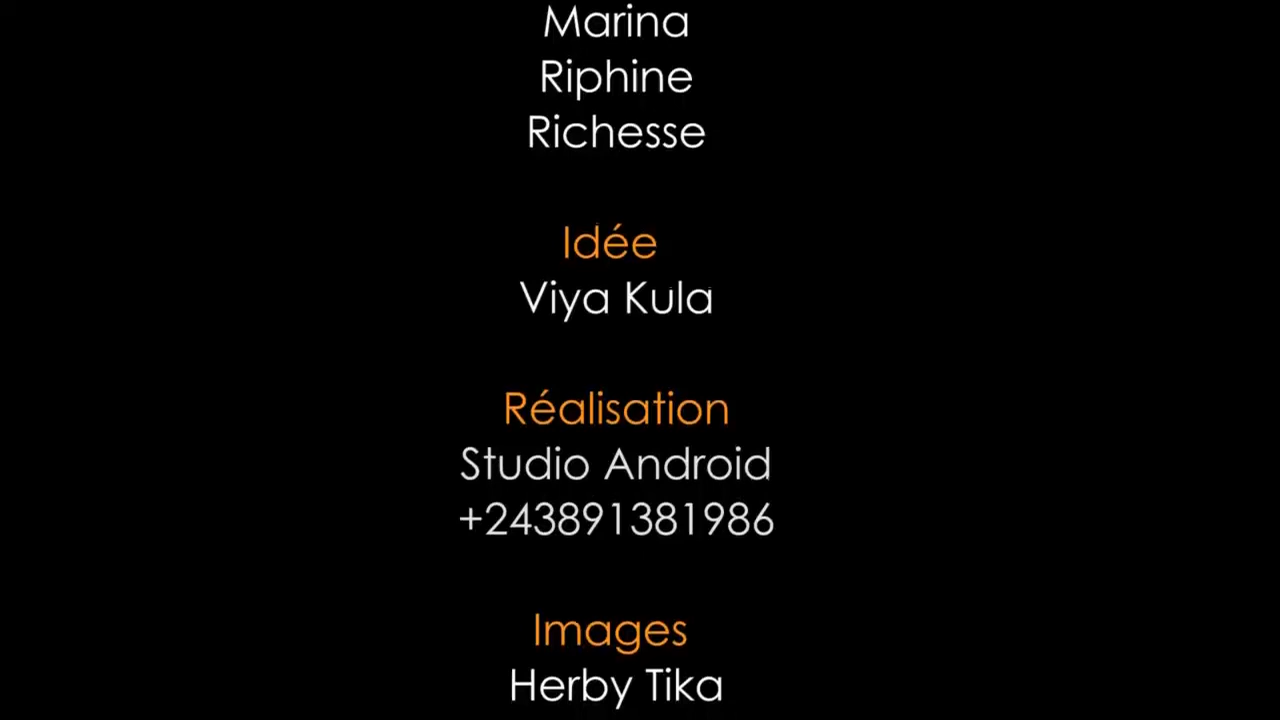 Marina
Riphine
Richesse
Idée
Viya Kula
Réalisation
Studio Android
+243891381986
Images
Herby Tika